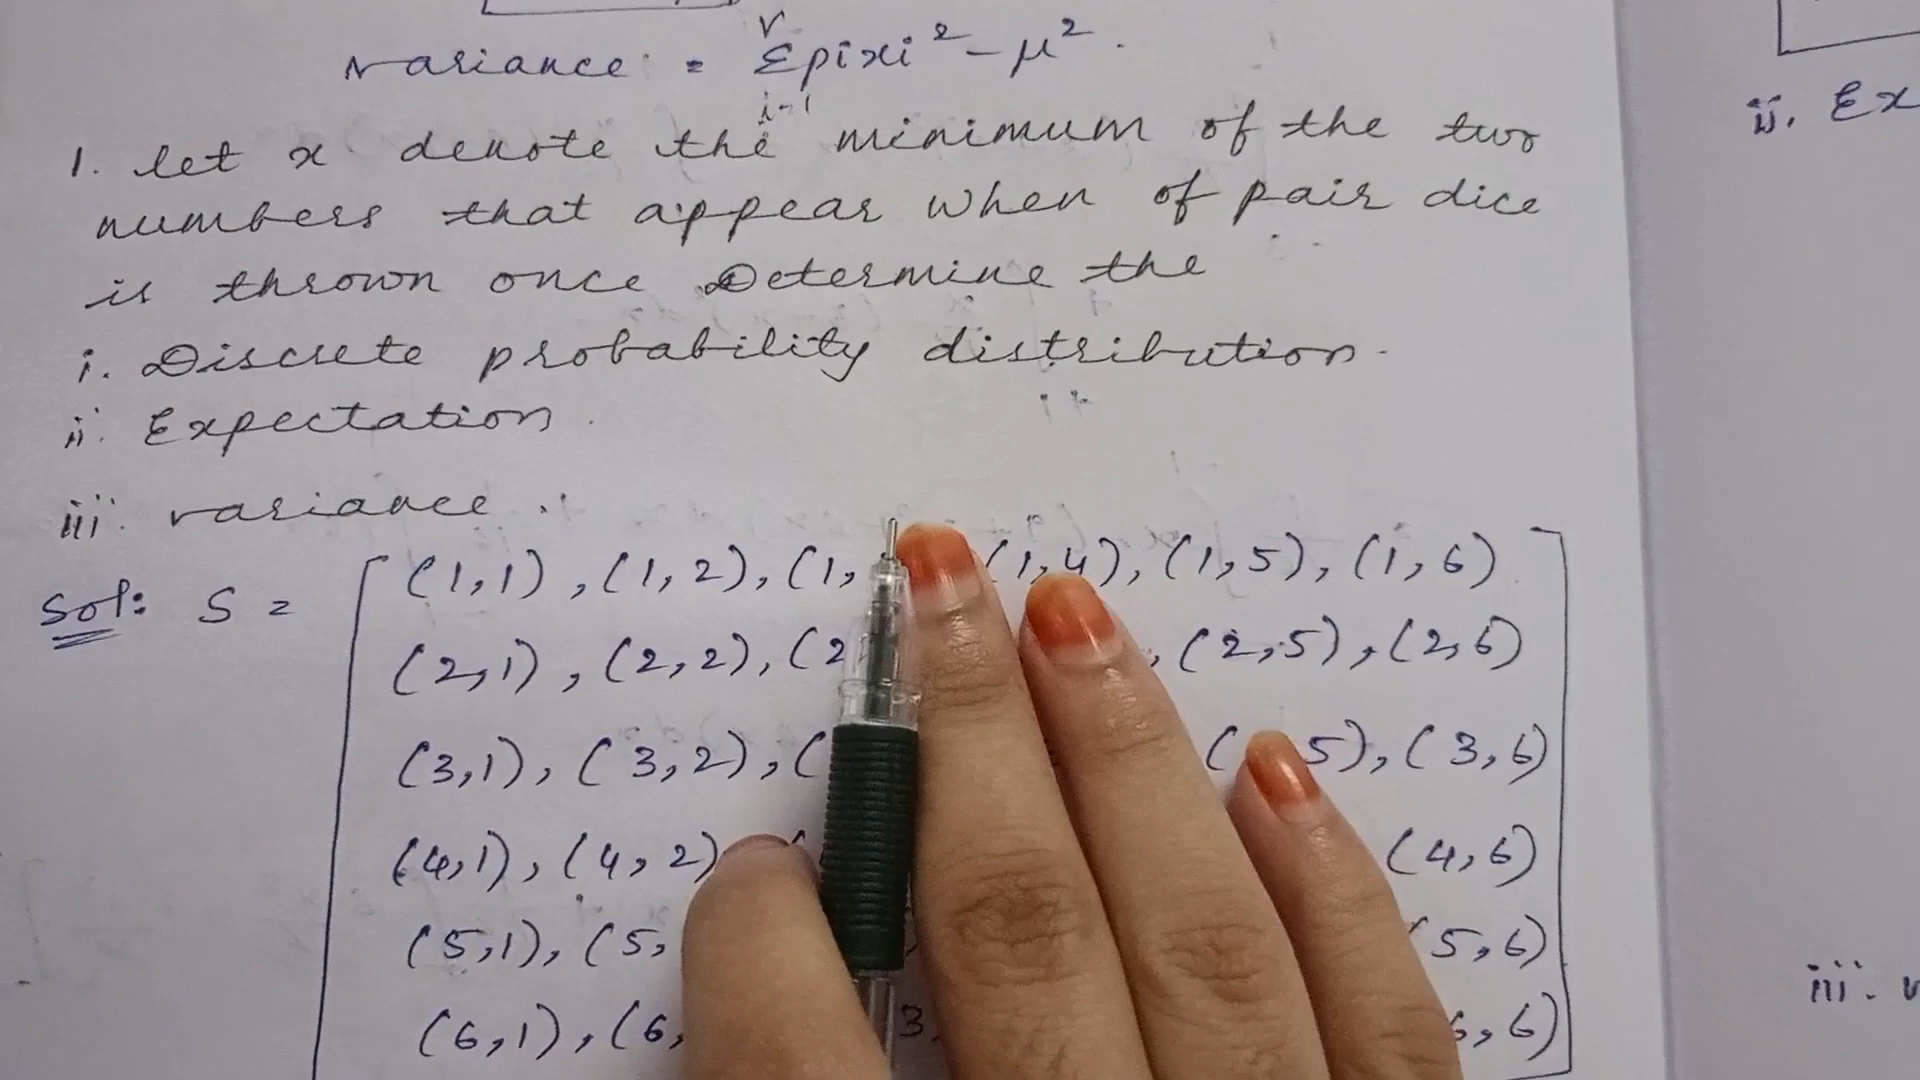 variance = Σpixi² - μ².
r
i=1
1. let x denote the minimum of the two
numbers that appear when of pair dice
is thrown once Determine the
i. Discrete probability distribution.
ii. Expectation.
iii. variance.
Sol: S =
(1,1), (1,2), (1, (1,4), (1,5), (1,6)
(2,1), (2,2), (2, , (2,5), (2,6)
(3,1), (3,2), ( ( 5), (3,6)
(4,1), (4,2) (4,6)
(5,1), (5, 5,6)
(6,1), (6, 3, 6,6)
ii. Ex
iii.